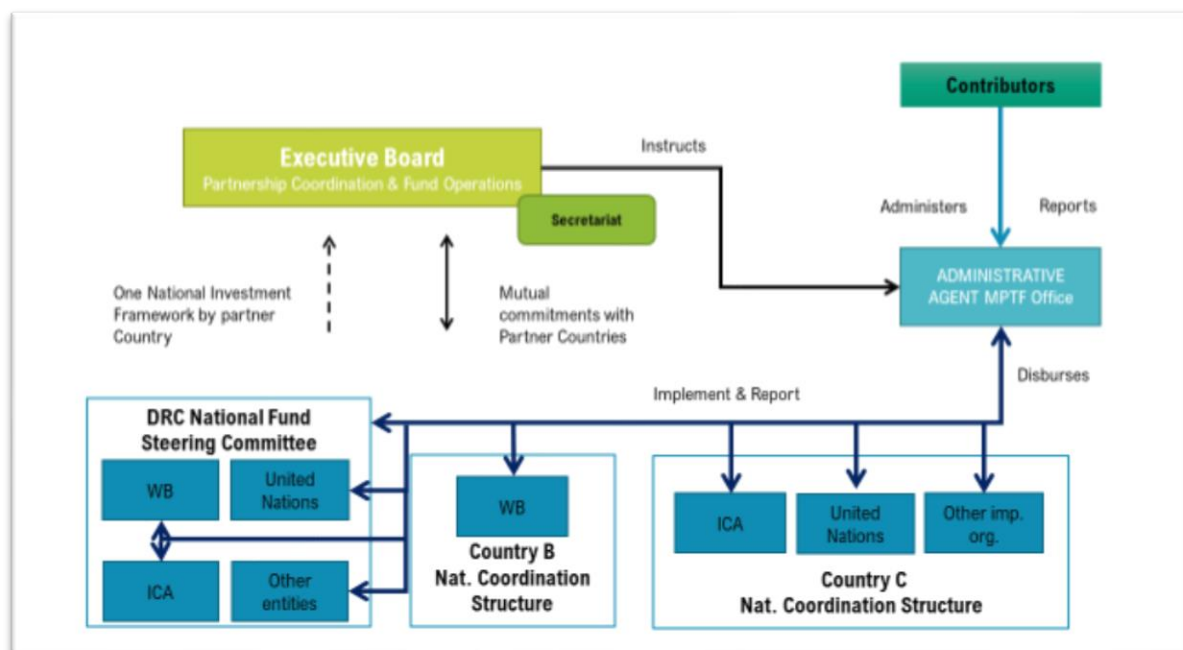 Contributors
Executive Board
Partnership Coordination & Fund Operations
Instructs
Secretariat
Administers
Reports
ADMINISTRATIVE
AGENT MPTF Office
One National Investment
Framework by partner
Country
Mutual
commitments with
Partner Countries
Disburses
Implement & Report
DRC National Fund
Steering Committee
WB
United
Nations
ICA
Other
entities
WB
Country B
Nat. Coordination
Structure
ICA
United
Nations
Other imp.
org.
Country C
Nat. Coordination Structure